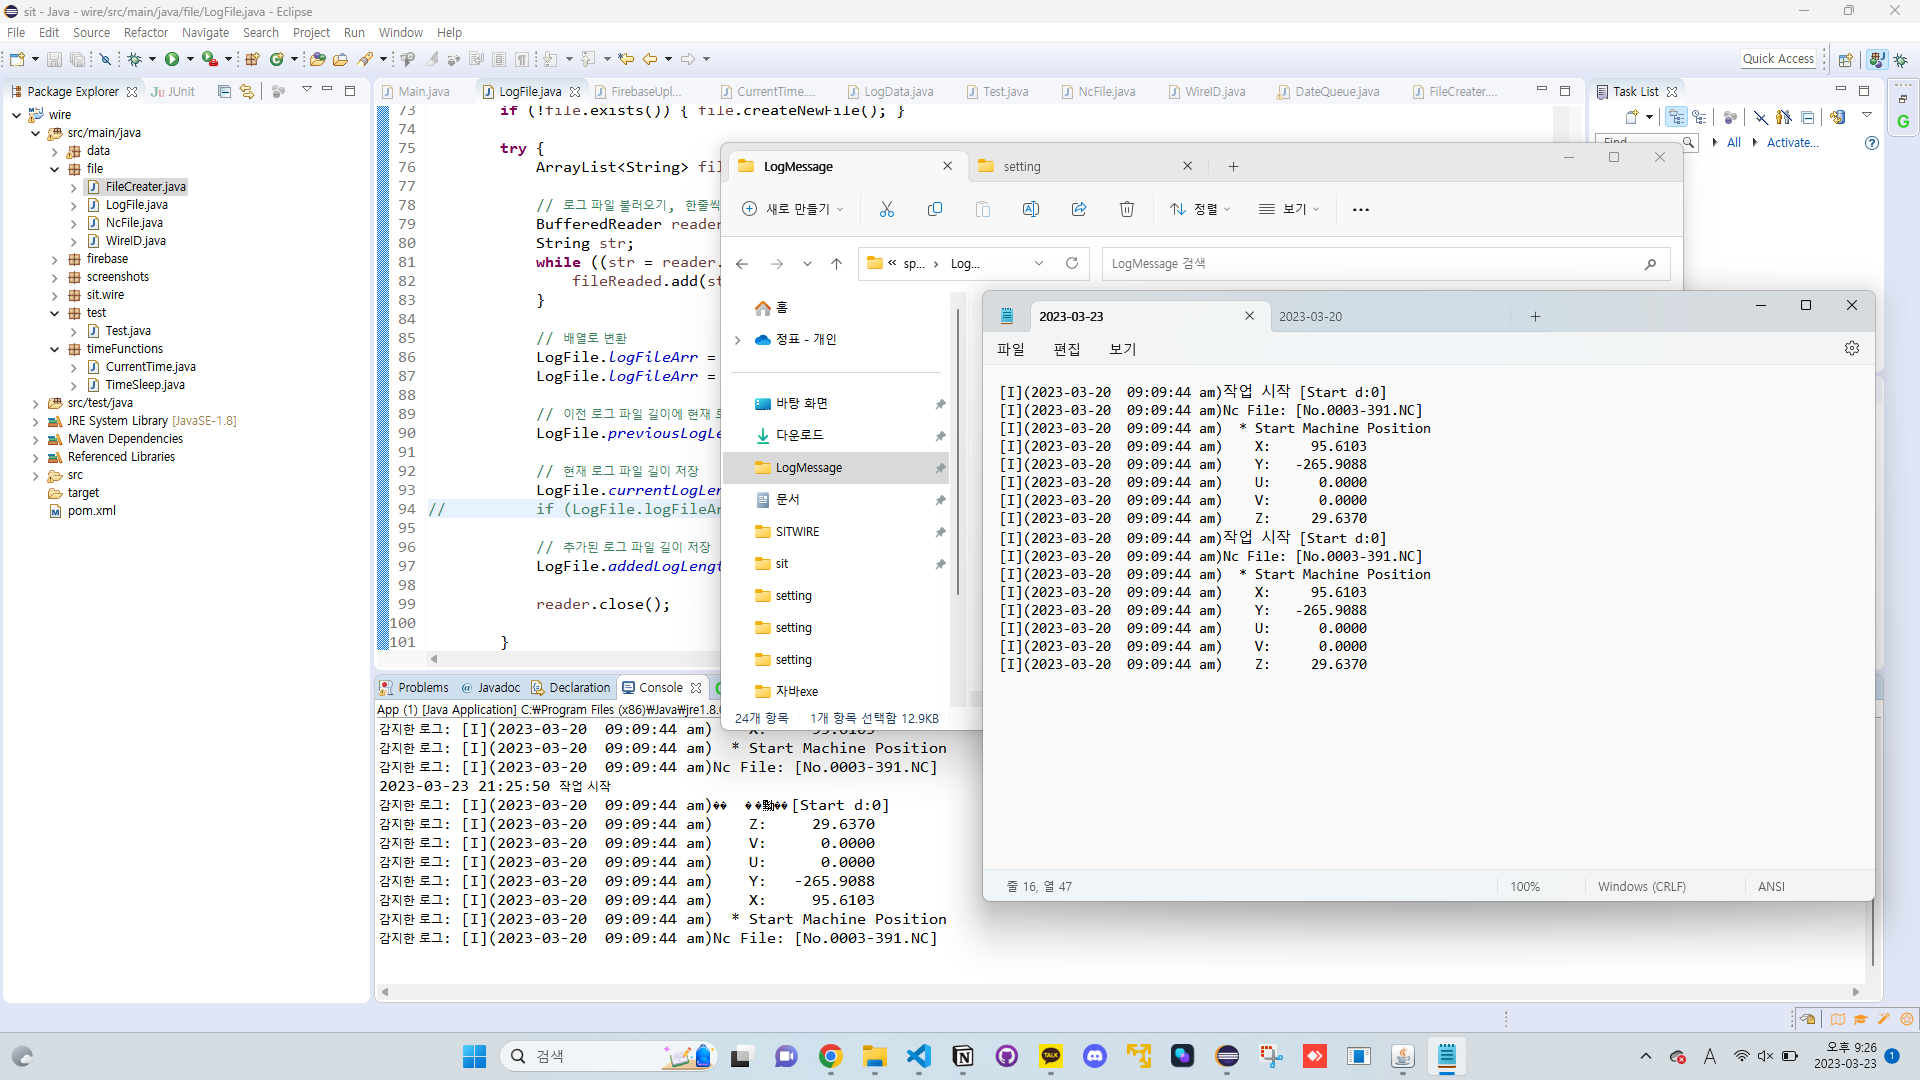 sit - Java - wire/src/main/java/file/LogFile.java - Eclipse
File Edit Source Refactor Navigate Search Project Run Window Help
Quick Access
Package Explorer JUnit
wire
src/main/java
data
file
FileCreater.java
LogFile.java
NcFile.java
WireID.java
firebase
screenshots
sit.wire
test
Test.java
timeFunctions
CurrentTime.java
TimeSleep.java
src/test/java
JRE System Library [JavaSE-1.8]
Maven Dependencies
Referenced Libraries
src
target
pom.xml
Main.java LogFile.java FirebaseUpl... CurrentTime.... LogData.java Test.java NcFile.java WireID.java DateQueue.java FileCreater....
73 if (!file.exists()) { file.createNewFile(); }
74
75 try {
76 ArrayList<String> fil
77
78 // 로그 파일 불러오기, 한줄씩
79 BufferedReader reader
80 String str;
81 while ((str = reader.
82 fileReaded.add(st
83 }
84
85 // 배열로 변환
86 LogFile.logFileArr =
87 LogFile.logFileArr =
88
89 // 이전 로그 파일 길이에 현재 로
90 LogFile.previousLogLe
91
92 // 현재 로그 파일 길이 저장
93 LogFile.currentLogLen
94 // if (LogFile.logFileAr
95
96 // 추가된 로그 파일 길이 저장
97 LogFile.addedLogLengt
98
99 reader.close();
100
101 }
Task List
Find
All Activate...
LogMessage
setting
새로 만들기
정렬
보기
sp... › Log...
LogMessage 검색
홈
정표 - 개인
바탕 화면
다운로드
LogMessage
문서
SITWIRE
sit
setting
setting
setting
자바exe
24개 항목 1개 항목 선택함 12.9KB
2023-03-23
2023-03-20
파일 편집 보기
[I](2023-03-20 09:09:44 am)작업 시작 [Start d:0]
[I](2023-03-20 09:09:44 am)Nc File: [No.0003-391.NC]
[I](2023-03-20 09:09:44 am) * Start Machine Position
[I](2023-03-20 09:09:44 am) X: 95.6103
[I](2023-03-20 09:09:44 am) Y: -265.9088
[I](2023-03-20 09:09:44 am) U: 0.0000
[I](2023-03-20 09:09:44 am) V: 0.0000
[I](2023-03-20 09:09:44 am) Z: 29.6370
[I](2023-03-20 09:09:44 am)작업 시작 [Start d:0]
[I](2023-03-20 09:09:44 am)Nc File: [No.0003-391.NC]
[I](2023-03-20 09:09:44 am) * Start Machine Position
[I](2023-03-20 09:09:44 am) X: 95.6103
[I](2023-03-20 09:09:44 am) Y: -265.9088
[I](2023-03-20 09:09:44 am) U: 0.0000
[I](2023-03-20 09:09:44 am) V: 0.0000
[I](2023-03-20 09:09:44 am) Z: 29.6370
줄 16, 열 47
100%
Windows (CRLF)
ANSI
Problems Javadoc Declaration Console
App (1) [Java Application] C:₩Program Files (x86)₩Java₩jre1.8.
감지한 로그: [I](2023-03-20 09:09:44 am) X: 95.6103
감지한 로그: [I](2023-03-20 09:09:44 am) * Start Machine Position
감지한 로그: [I](2023-03-20 09:09:44 am)Nc File: [No.0003-391.NC]
2023-03-23 21:25:50 작업 시작
감지한 로그: [I](2023-03-20 09:09:44 am) [Start d:0]
감지한 로그: [I](2023-03-20 09:09:44 am) Z: 29.6370
감지한 로그: [I](2023-03-20 09:09:44 am) V: 0.0000
감지한 로그: [I](2023-03-20 09:09:44 am) U: 0.0000
감지한 로그: [I](2023-03-20 09:09:44 am) Y: -265.9088
감지한 로그: [I](2023-03-20 09:09:44 am) X: 95.6103
감지한 로그: [I](2023-03-20 09:09:44 am) * Start Machine Position
감지한 로그: [I](2023-03-20 09:09:44 am)Nc File: [No.0003-391.NC]
검색
TALK
A
오후 9:26
2023-03-23
1